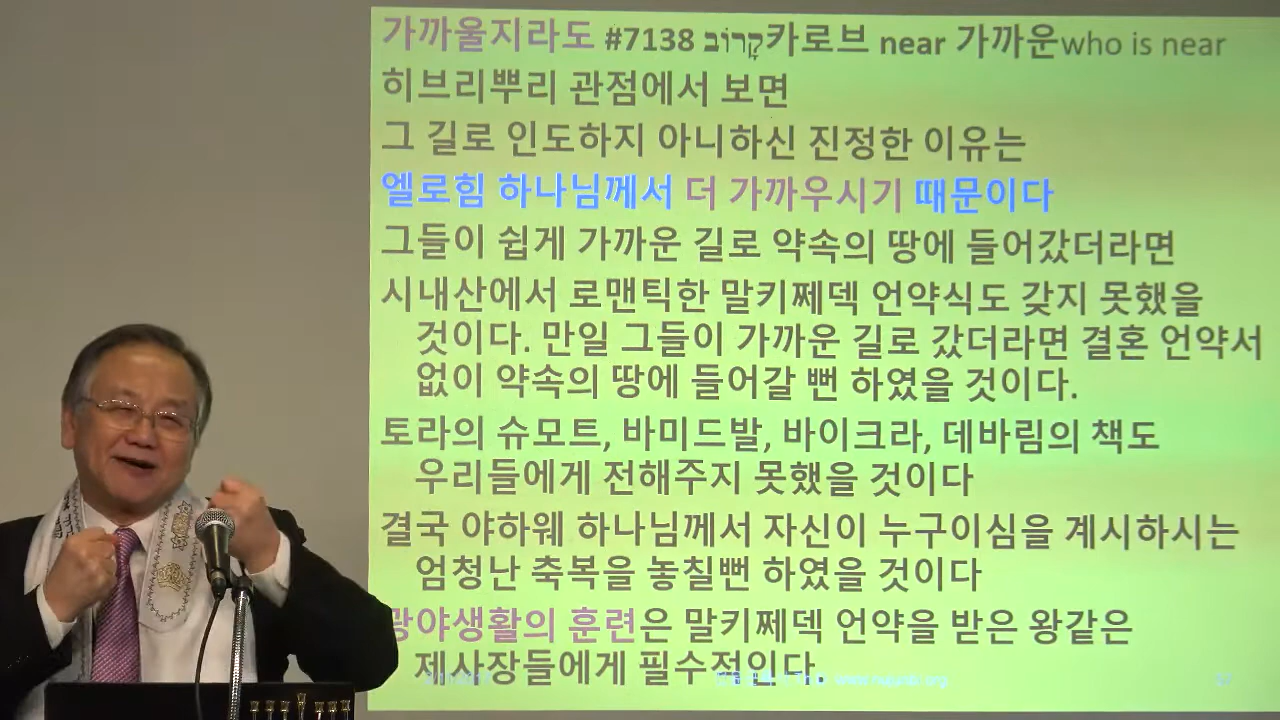 가까울지라도 #7138 קָרוֹב카로브 near 가까운who is near
히브리뿌리 관점에서 보면
그 길로 인도하지 아니하신 진정한 이유는
엘로힘 하나님께서 더 가까우시기 때문이다
그들이 쉽게 가까운 길로 약속의 땅에 들어갔더라면
시내산에서 로맨틱한 말키쩨덱 언약식도 갖지 못했을
것이다. 만일 그들이 가까운 길로 갔더라면 결혼 언약서
없이 약속의 땅에 들어갈 뻔 하였을 것이다.
토라의 슈모트, 바미드발, 바이크라, 데바림의 책도
우리들에게 전해주지 못했을 것이다
결국 야하웨 하나님께서 자신이 누구이심을 계시하시는
엄청난 축복을 놓칠뻔 하였을 것이다
광야생활의 훈련은 말키쩨덱 언약을 받은 왕같은
제사장들에게 필수적인다.